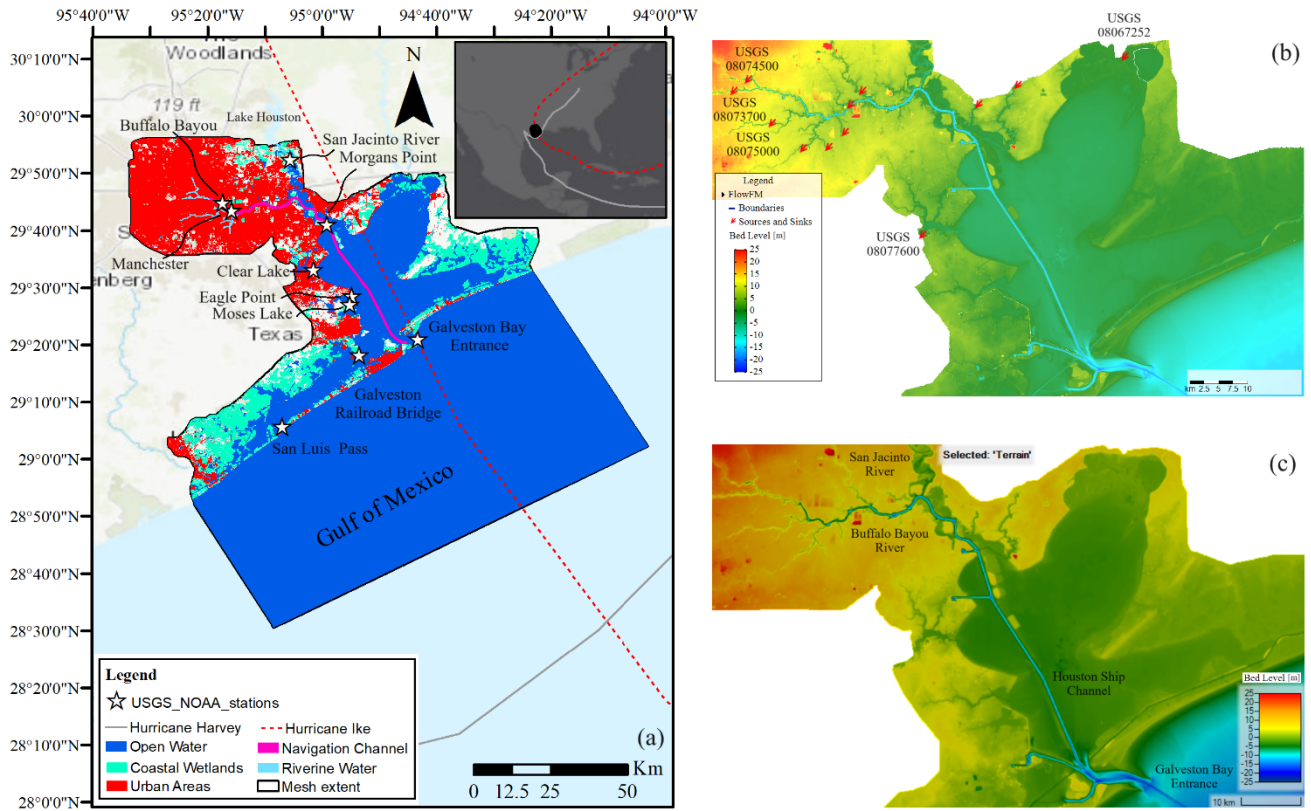 95°40'0"W 95°20'0"W 95°0'0"W 94°40'0"W 94°20'0"W 94°0'0"W
30°10'0"N
30°0'0"N
29°50'0"N
29°40'0"N
29°30'0"N
29°20'0"N
29°10'0"N
29°0'0"N
28°50'0"N
28°40'0"N
28°30'0"N
28°20'0"N
28°10'0"N
28°0'0"N
Woodlands
119 ft
Buffalo Bayou
Lake Houston
N
San Jacinto River
Morgans Point
Manchester
enberg
Clear Lake
Eagle Point
Moses Lake
Texas
Galveston Bay
Entrance
Galveston
Railroad Bridge
San Luis Pass
Gulf of Mexico
Legend
USGS_NOAA_stations
Hurricane Harvey
Hurricane Ike
Open Water
Navigation Channel
Coastal Wetlands
Riverine Water
Urban Areas
Mesh extent
(a)
Km
0 12.5 25 50
USGS
08067252
(b)
USGS
08074500
USGS
08073700
USGS
08075000
USGS
08077600
Legend
FlowFM
Boundaries
Sources and Sinks
Bed Level [m]
25
20
15
10
5
0
-5
-10
-15
-20
-25
km 2.5 5 7.5 10
San Jacinto
River
Selected: 'Terrain'
(c)
Buffalo Bayou
River
Houston Ship
Channel
Bed Level [m]
25
20
15
10
5
0
-5
-10
-15
-20
-25
Galveston Bay
Entrance
10 km